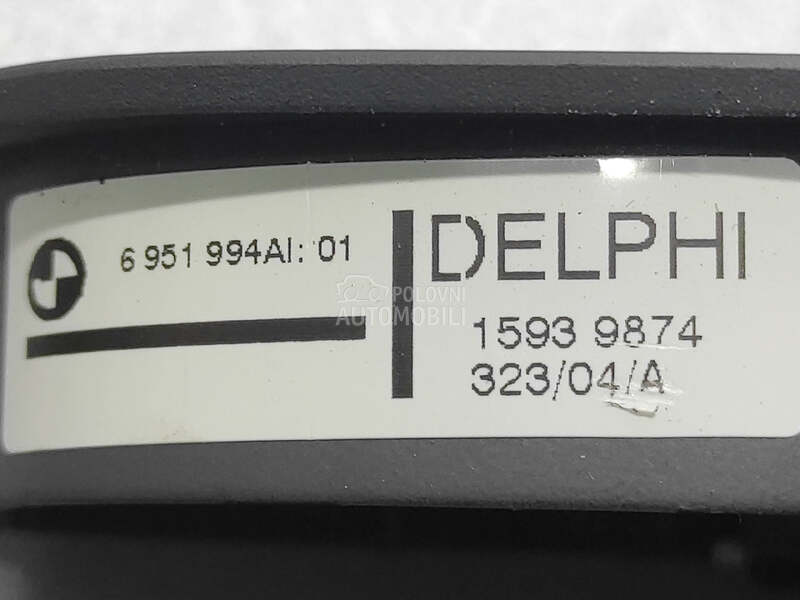 6 951 994AI: 01
DELPHI
1593 9874
323/04/A
POLOVNI
AUTOMOBILI